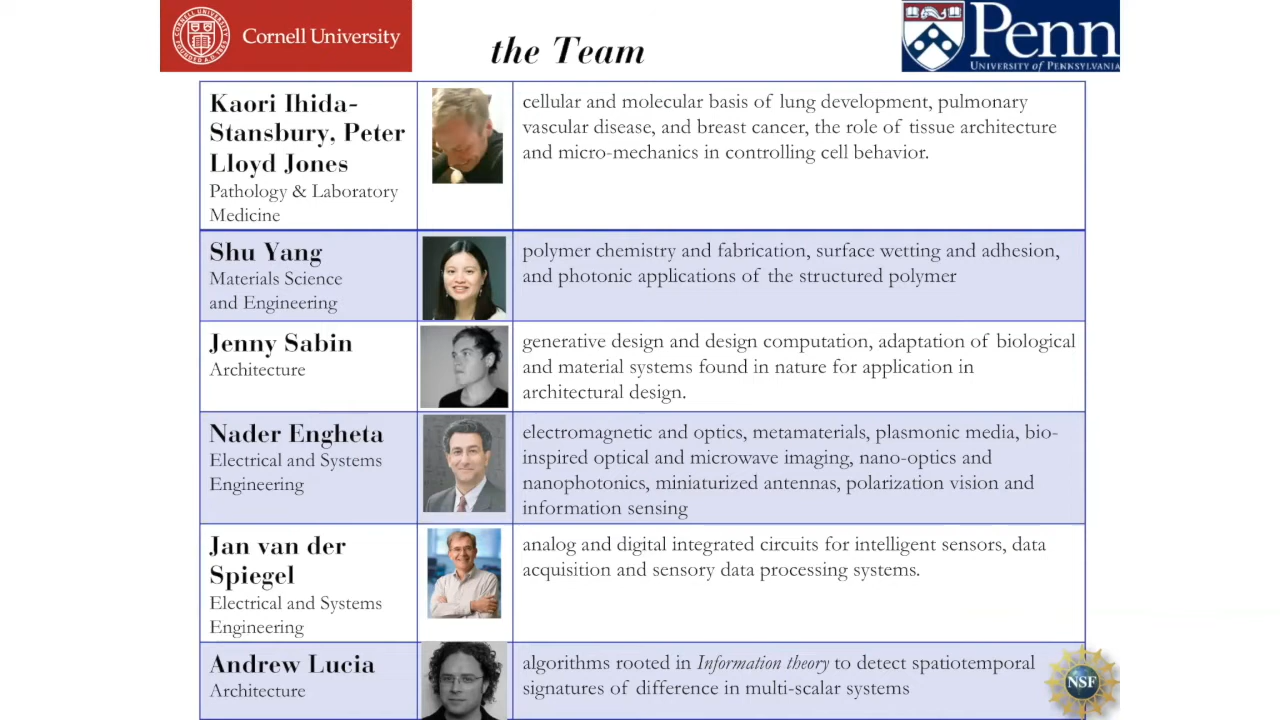 Cornell University
the Team
Penn
UNIVERSITY of PENNSYLVANIA
Kaori Ihida-
Stansbury, Peter
Lloyd Jones
Pathology & Laboratory
Medicine
cellular and molecular basis of lung development, pulmonary
vascular disease, and breast cancer, the role of tissue architecture
and micro-mechanics in controlling cell behavior.
Shu Yang
Materials Science
and Engineering
polymer chemistry and fabrication, surface wetting and adhesion,
and photonic applications of the structured polymer
Jenny Sabin
Architecture
generative design and design computation, adaptation of biological
and material systems found in nature for application in
architectural design.
Nader Engheta
Electrical and Systems
Engineering
electromagnetic and optics, metamaterials, plasmonic media, bio-
inspired optical and microwave imaging, nano-optics and
nanophotonics, miniaturized antennas, polarization vision and
information sensing
Jan van der
Spiegel
Electrical and Systems
Engineering
analog and digital integrated circuits for intelligent sensors, data
acquisition and sensory data processing systems.
Andrew Lucia
Architecture
algorithms rooted in Information theory to detect spatiotemporal
signatures of difference in multi-scalar systems
NSF